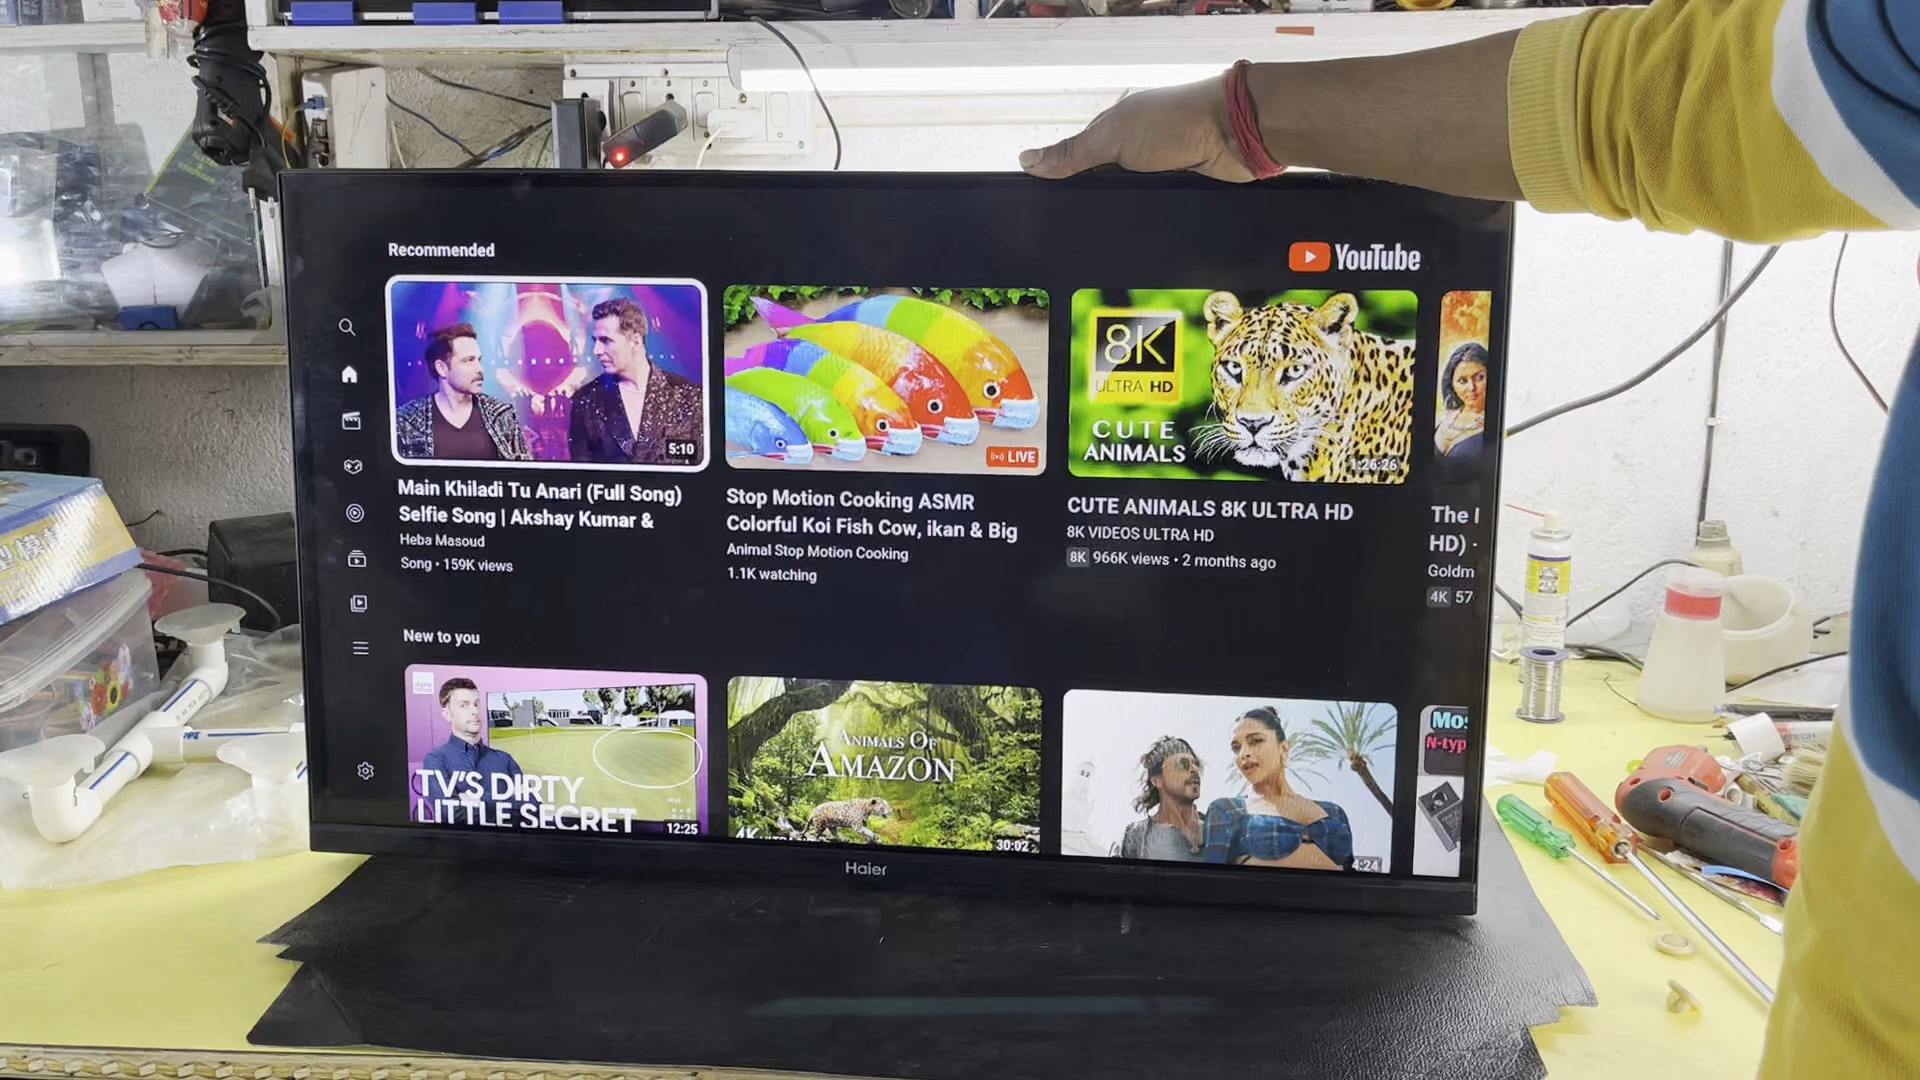 Recommended
YouTube
5:10
LIVE
8K
ULTRA HD
CUTE
ANIMALS
1:26:26
Main Khiladi Tu Anari (Full Song)
Selfie Song | Akshay Kumar &
Heba Masoud
Song • 159K views
Stop Motion Cooking ASMR
Colorful Koi Fish Cow, ikan & Big
Animal Stop Motion Cooking
1.1K watching
CUTE ANIMALS 8K ULTRA HD
8K VIDEOS ULTRA HD
8K 966K views • 2 months ago
The I
HD) -
Goldm
4K 57
New to you
TV'S DIRTY
LITTLE SECRET
12:25
ANIMALS OF
AMAZON
4K
30:02
4:24
Mos
N-typ
Haier